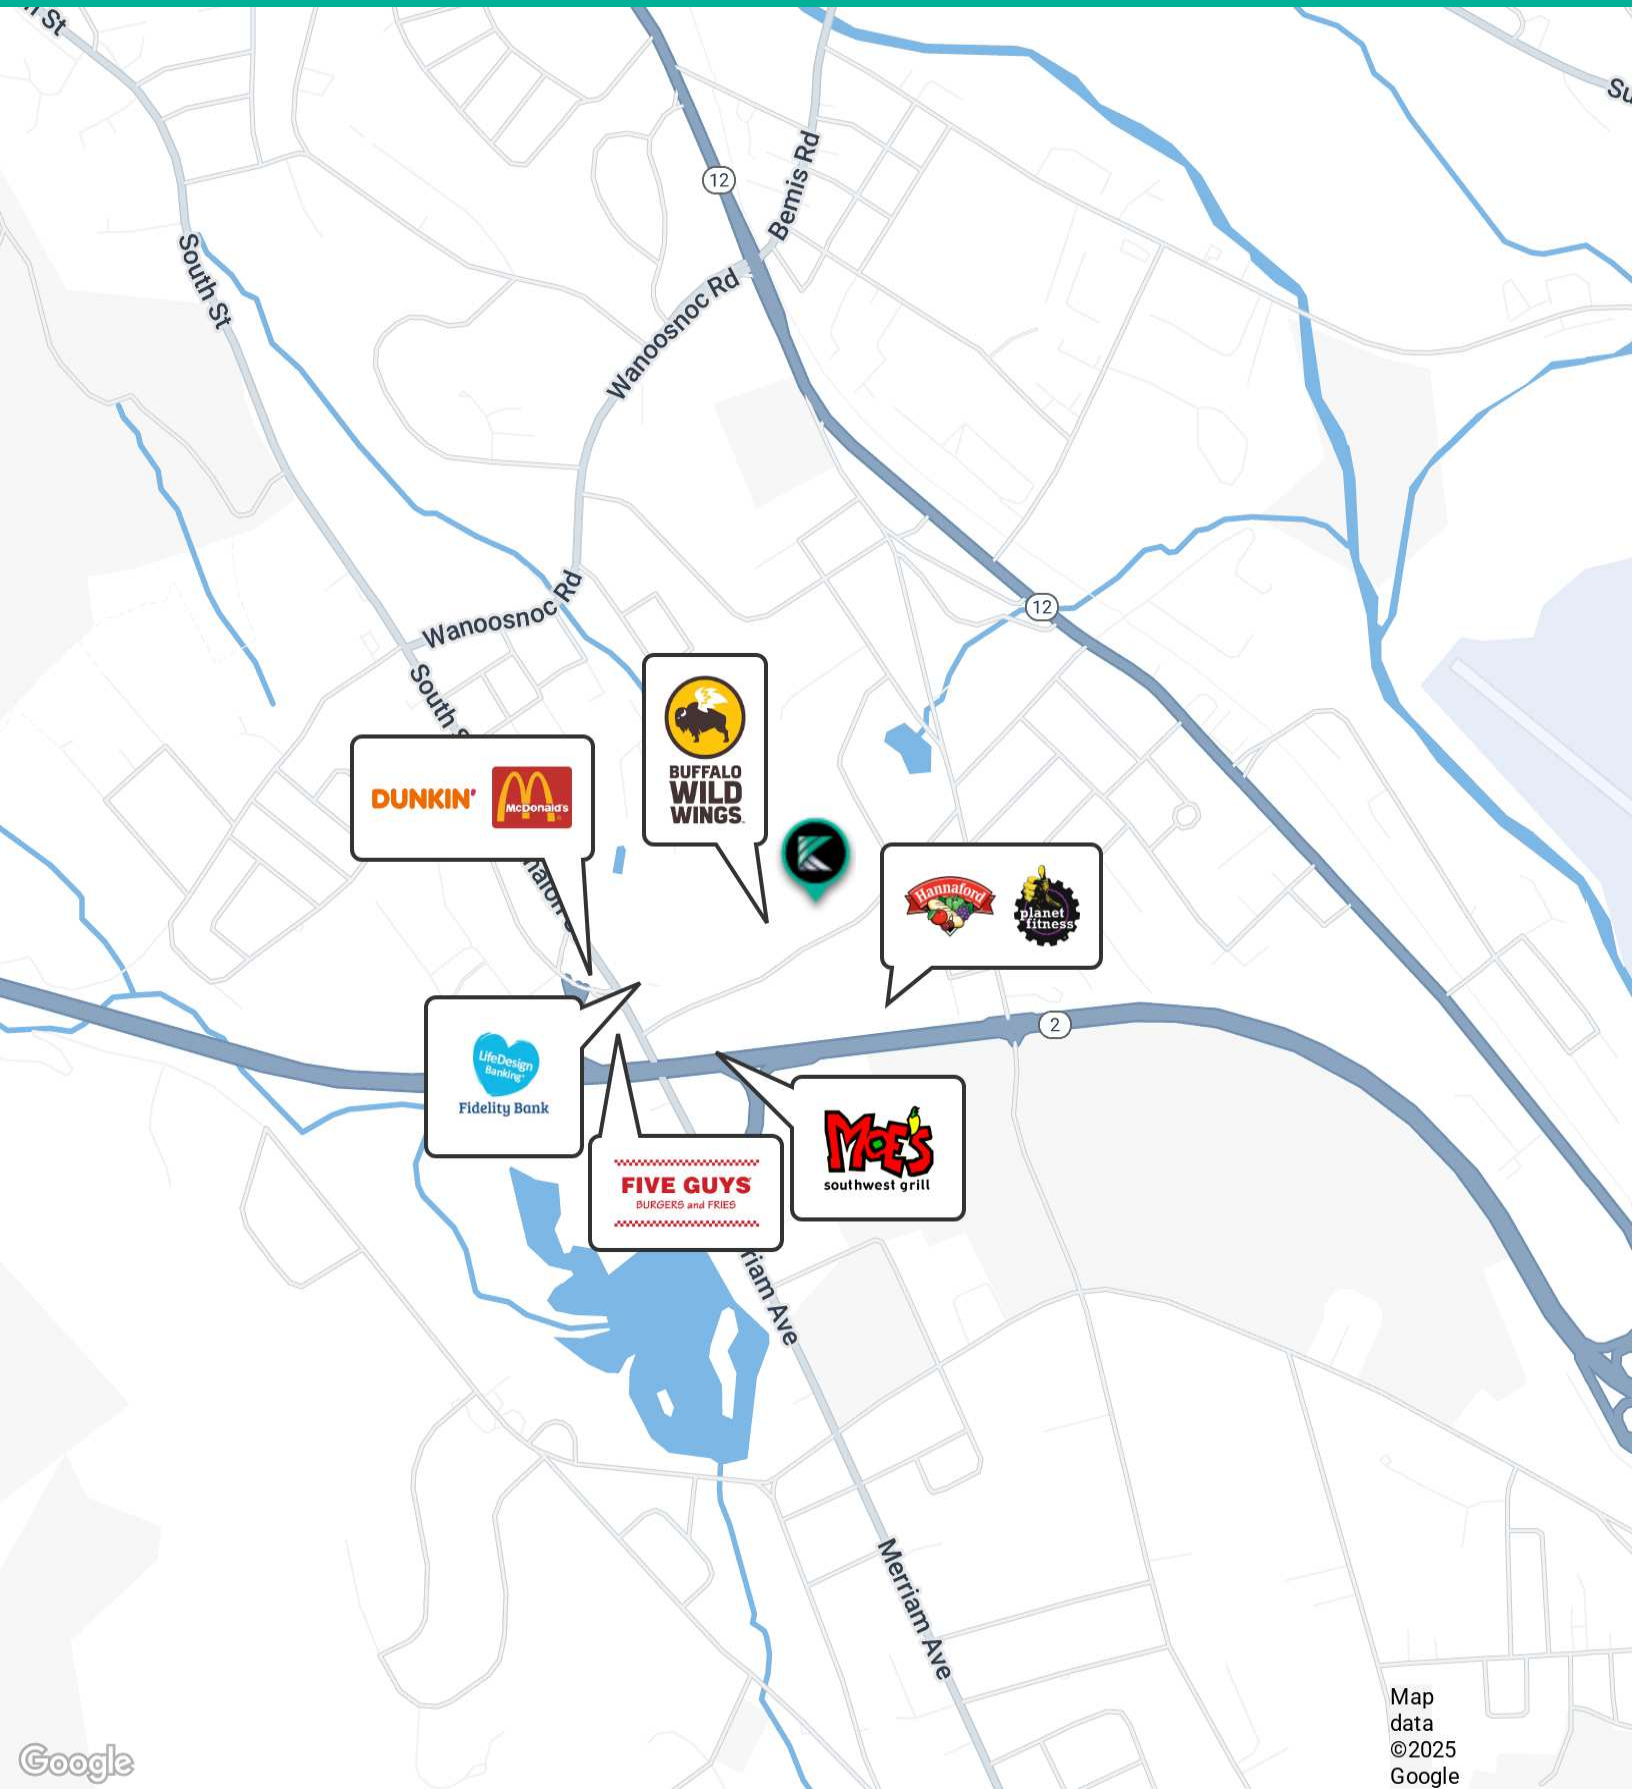 12
Bemis Rd
South St
Wanoosnoc Rd
12
Wanoosnoc Rd
South
BUFFALO
WILD
WINGS
DUNKIN'
McDonald's
Hannaford
planet
fitness
2
LifeDesign
Banking
Fidelity Bank
MOE'S
southwest grill
FIVE GUYS
BURGERS and FRIES
riam Ave
Merriam Ave
Map
data
©2025
Google
Google